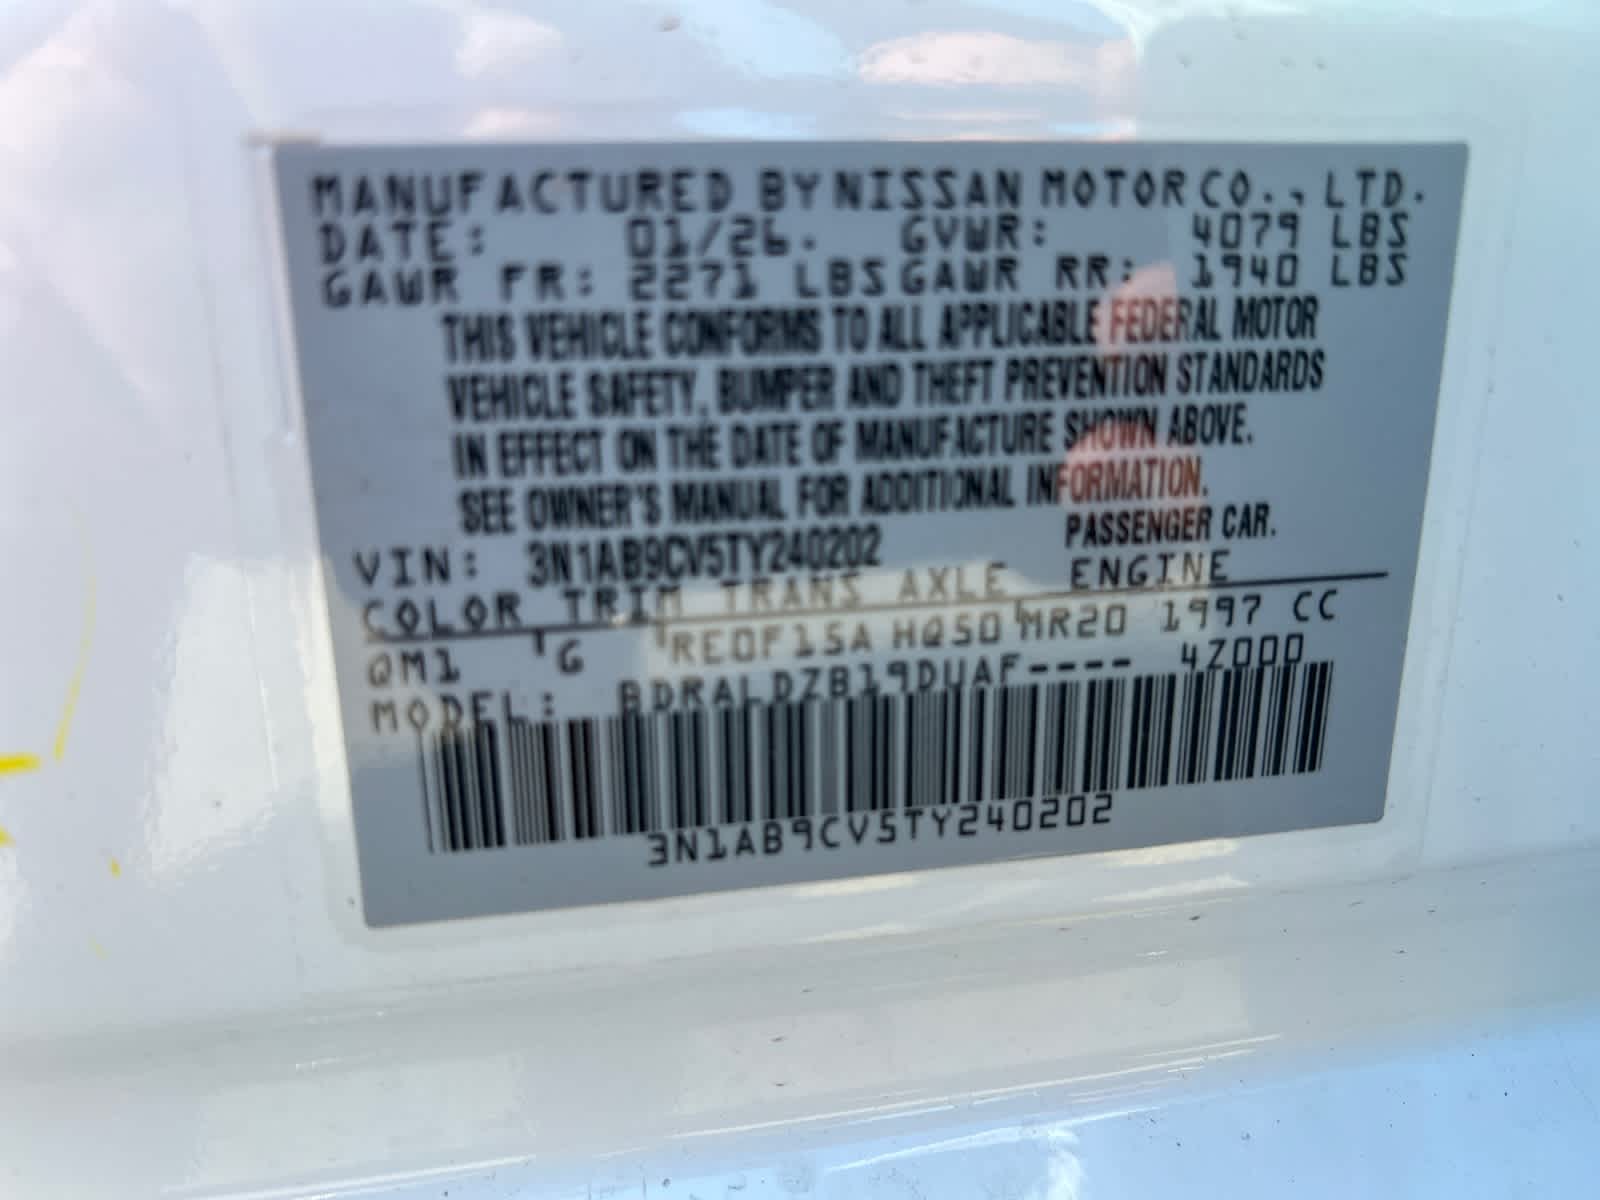 MANUFACTURED BY NISSAN MOTOR CO., LTD.
DATE: 01/26. GVWR: 4079 LBS
GAWR FR: 2271 LBS GAWR RR: 1940 LBS
THIS VEHICLE CONFORMS TO ALL APPLICABLE FEDERAL MOTOR
VEHICLE SAFETY, BUMPER AND THEFT PREVENTION STANDARDS
IN EFFECT ON THE DATE OF MANUFACTURE SHOWN ABOVE.
SEE OWNER'S MANUAL FOR ADDITIONAL INFORMATION.
VIN: 3N1AB9CV5TY240202 PASSENGER CAR.
COLOR TRIM TRANS AXLE ENGINE
QM1 G RE0F15A HQ50 MR20 1997 CC
MODEL: BDRALDZB19DUAF---- 4Z000
3N1AB9CV5TY240202